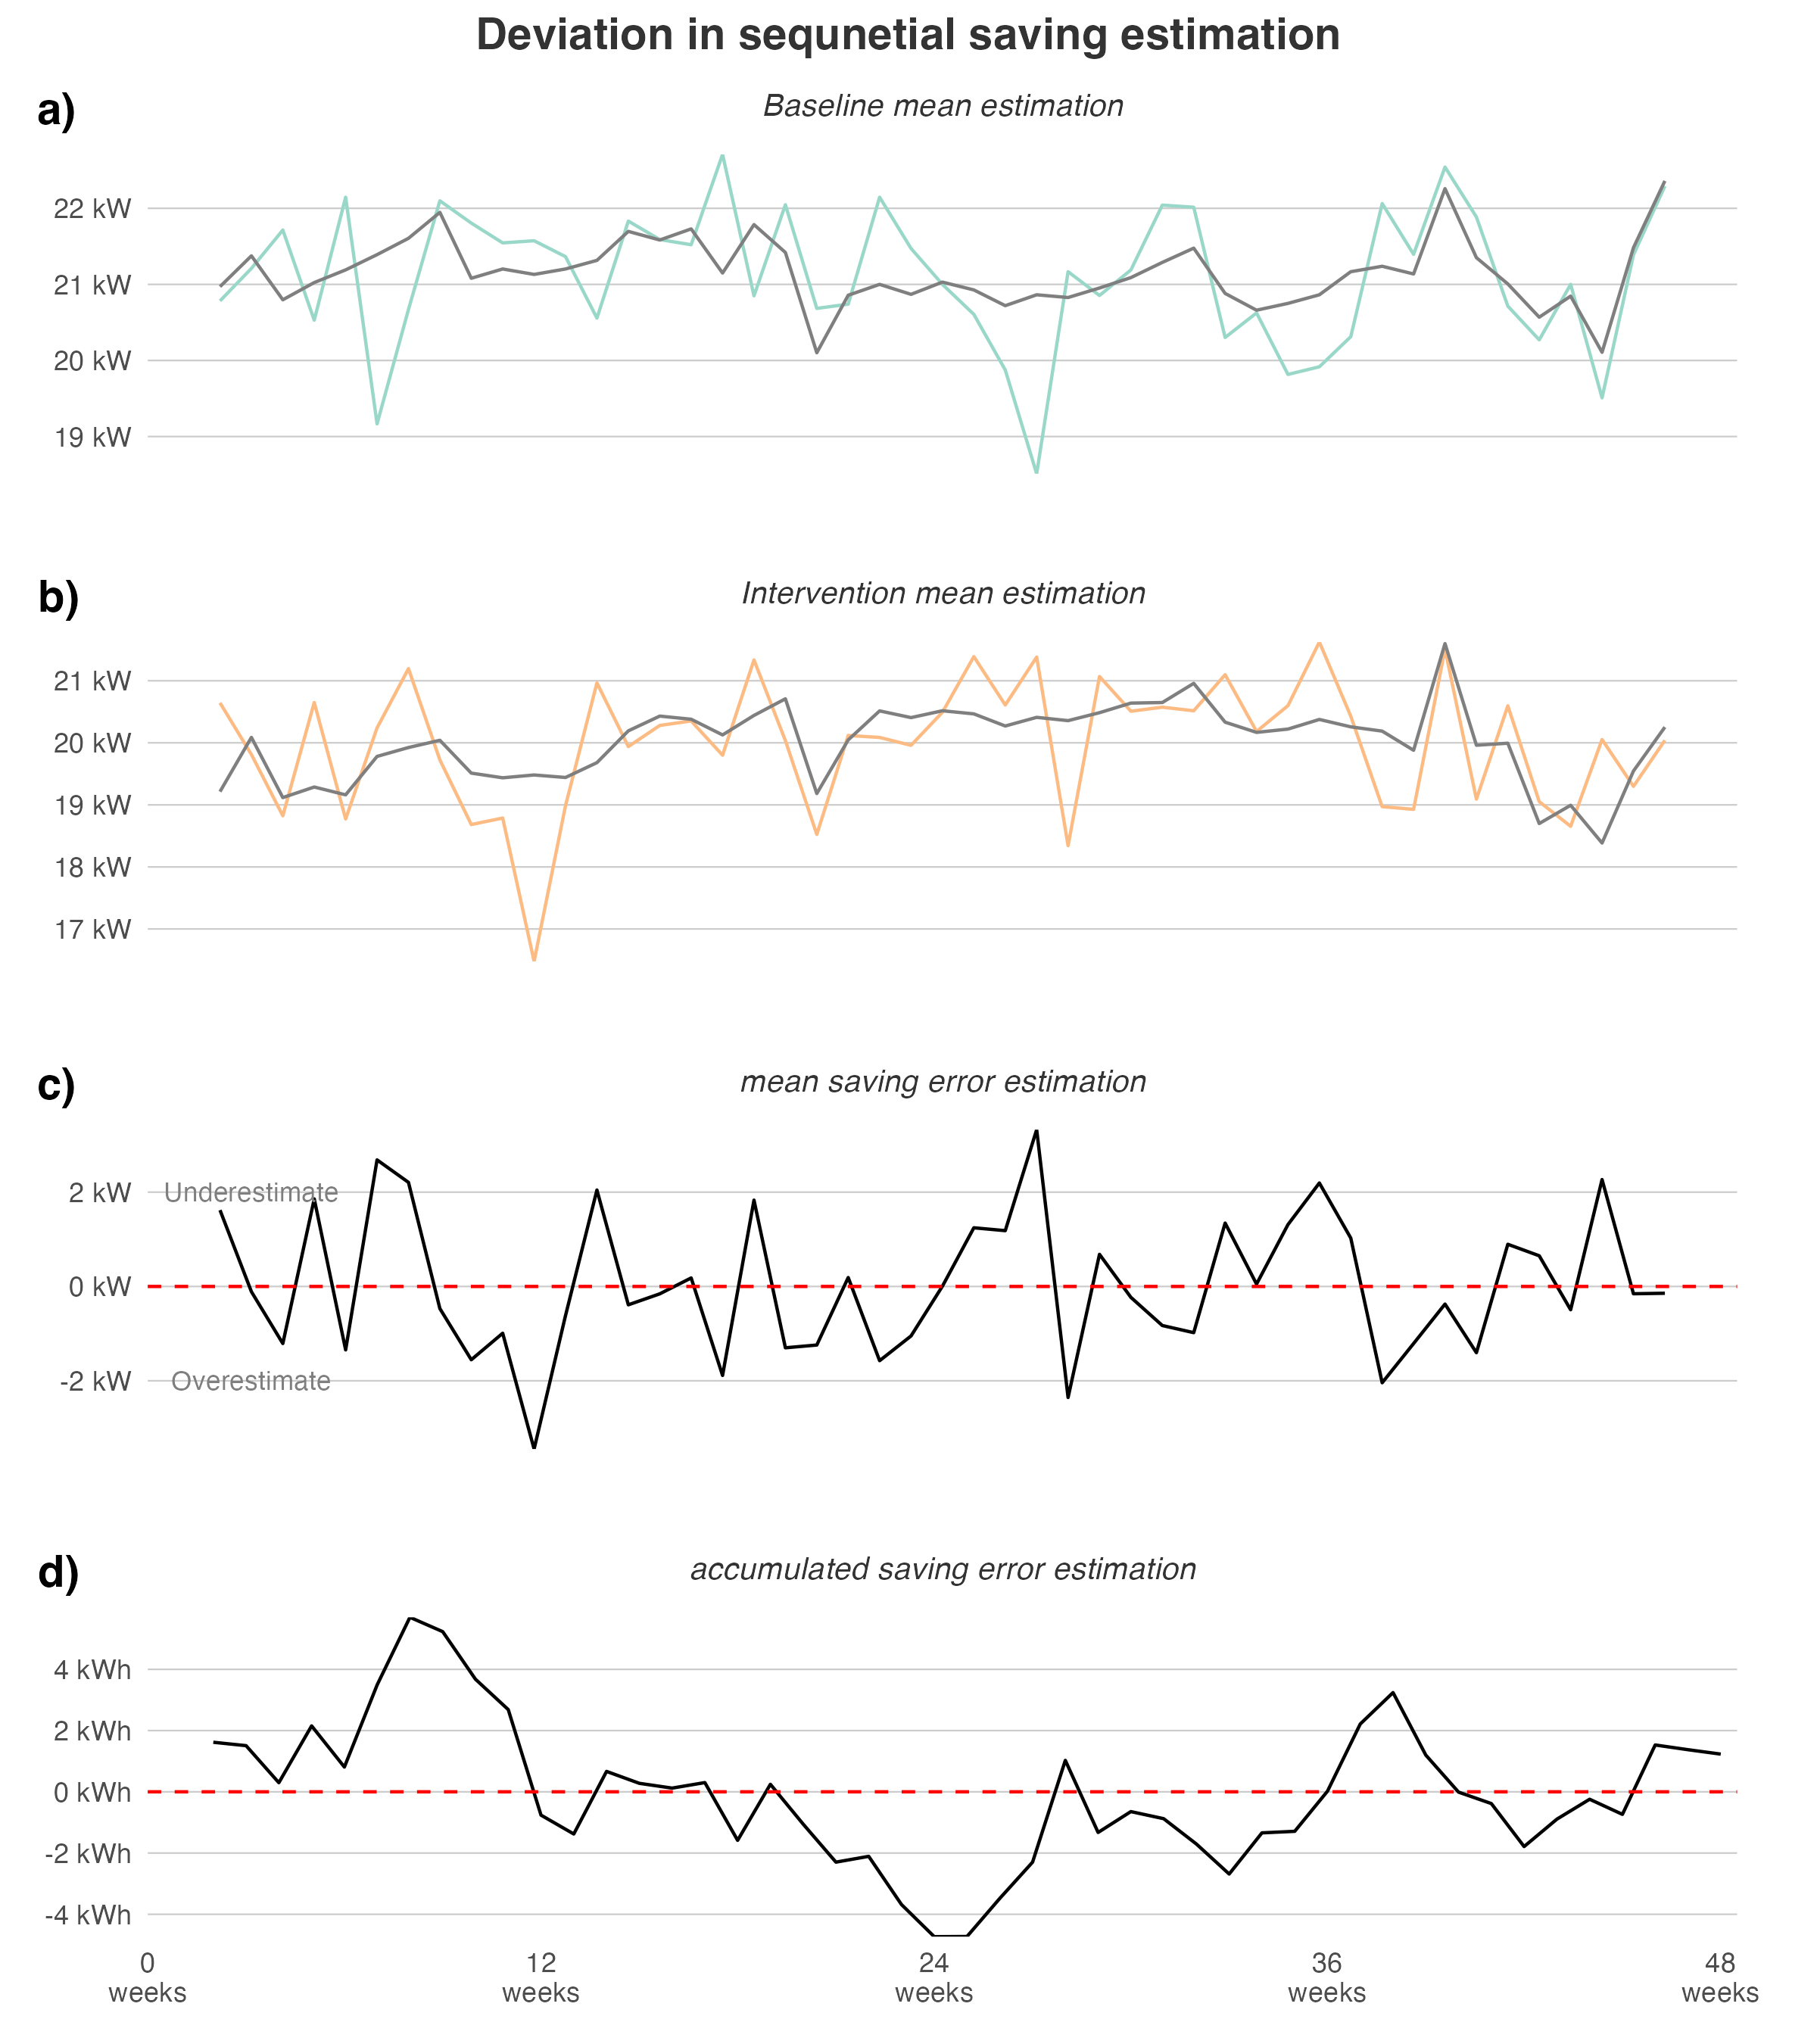 Deviation in sequnetial saving estimation
a)
Baseline mean estimation
22 kW
21 kW
20 kW
19 kW
b)
Intervention mean estimation
21 kW
20 kW
19 kW
18 kW
17 kW
c)
mean saving error estimation
2 kW
Underestimate
0 kW
-2 kW
Overestimate
d)
accumulated saving error estimation
4 kWh
2 kWh
0 kWh
-2 kWh
-4 kWh
0 12 24 36 48
weeks weeks weeks weeks weeks